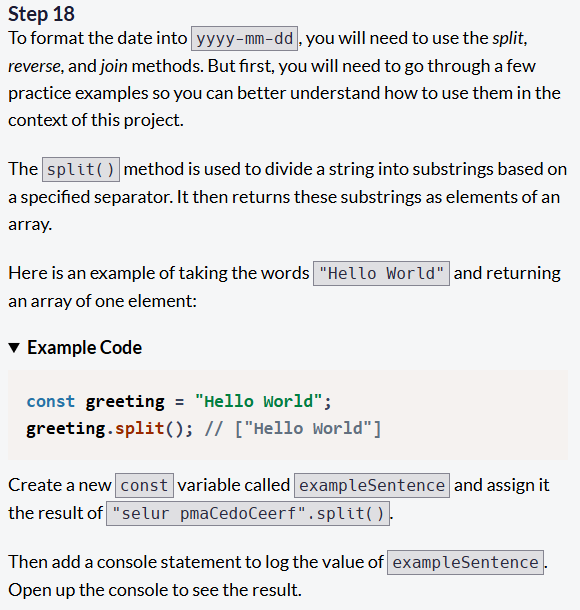 Step 18
To format the date into yyyy-mm-dd, you will need to use the split,
reverse, and join methods. But first, you will need to go through a few
practice examples so you can better understand how to use them in the
context of this project.
The split() method is used to divide a string into substrings based on
a specified separator. It then returns these substrings as elements of an
array.
Here is an example of taking the words "Hello World" and returning
an array of one element:
▼ Example Code
const greeting = "Hello World";
greeting.split(); // ["Hello World"]
Create a new const variable called exampleSentence and assign it
the result of "selur pmaCedoCeerf".split().
Then add a console statement to log the value of exampleSentence.
Open up the console to see the result.